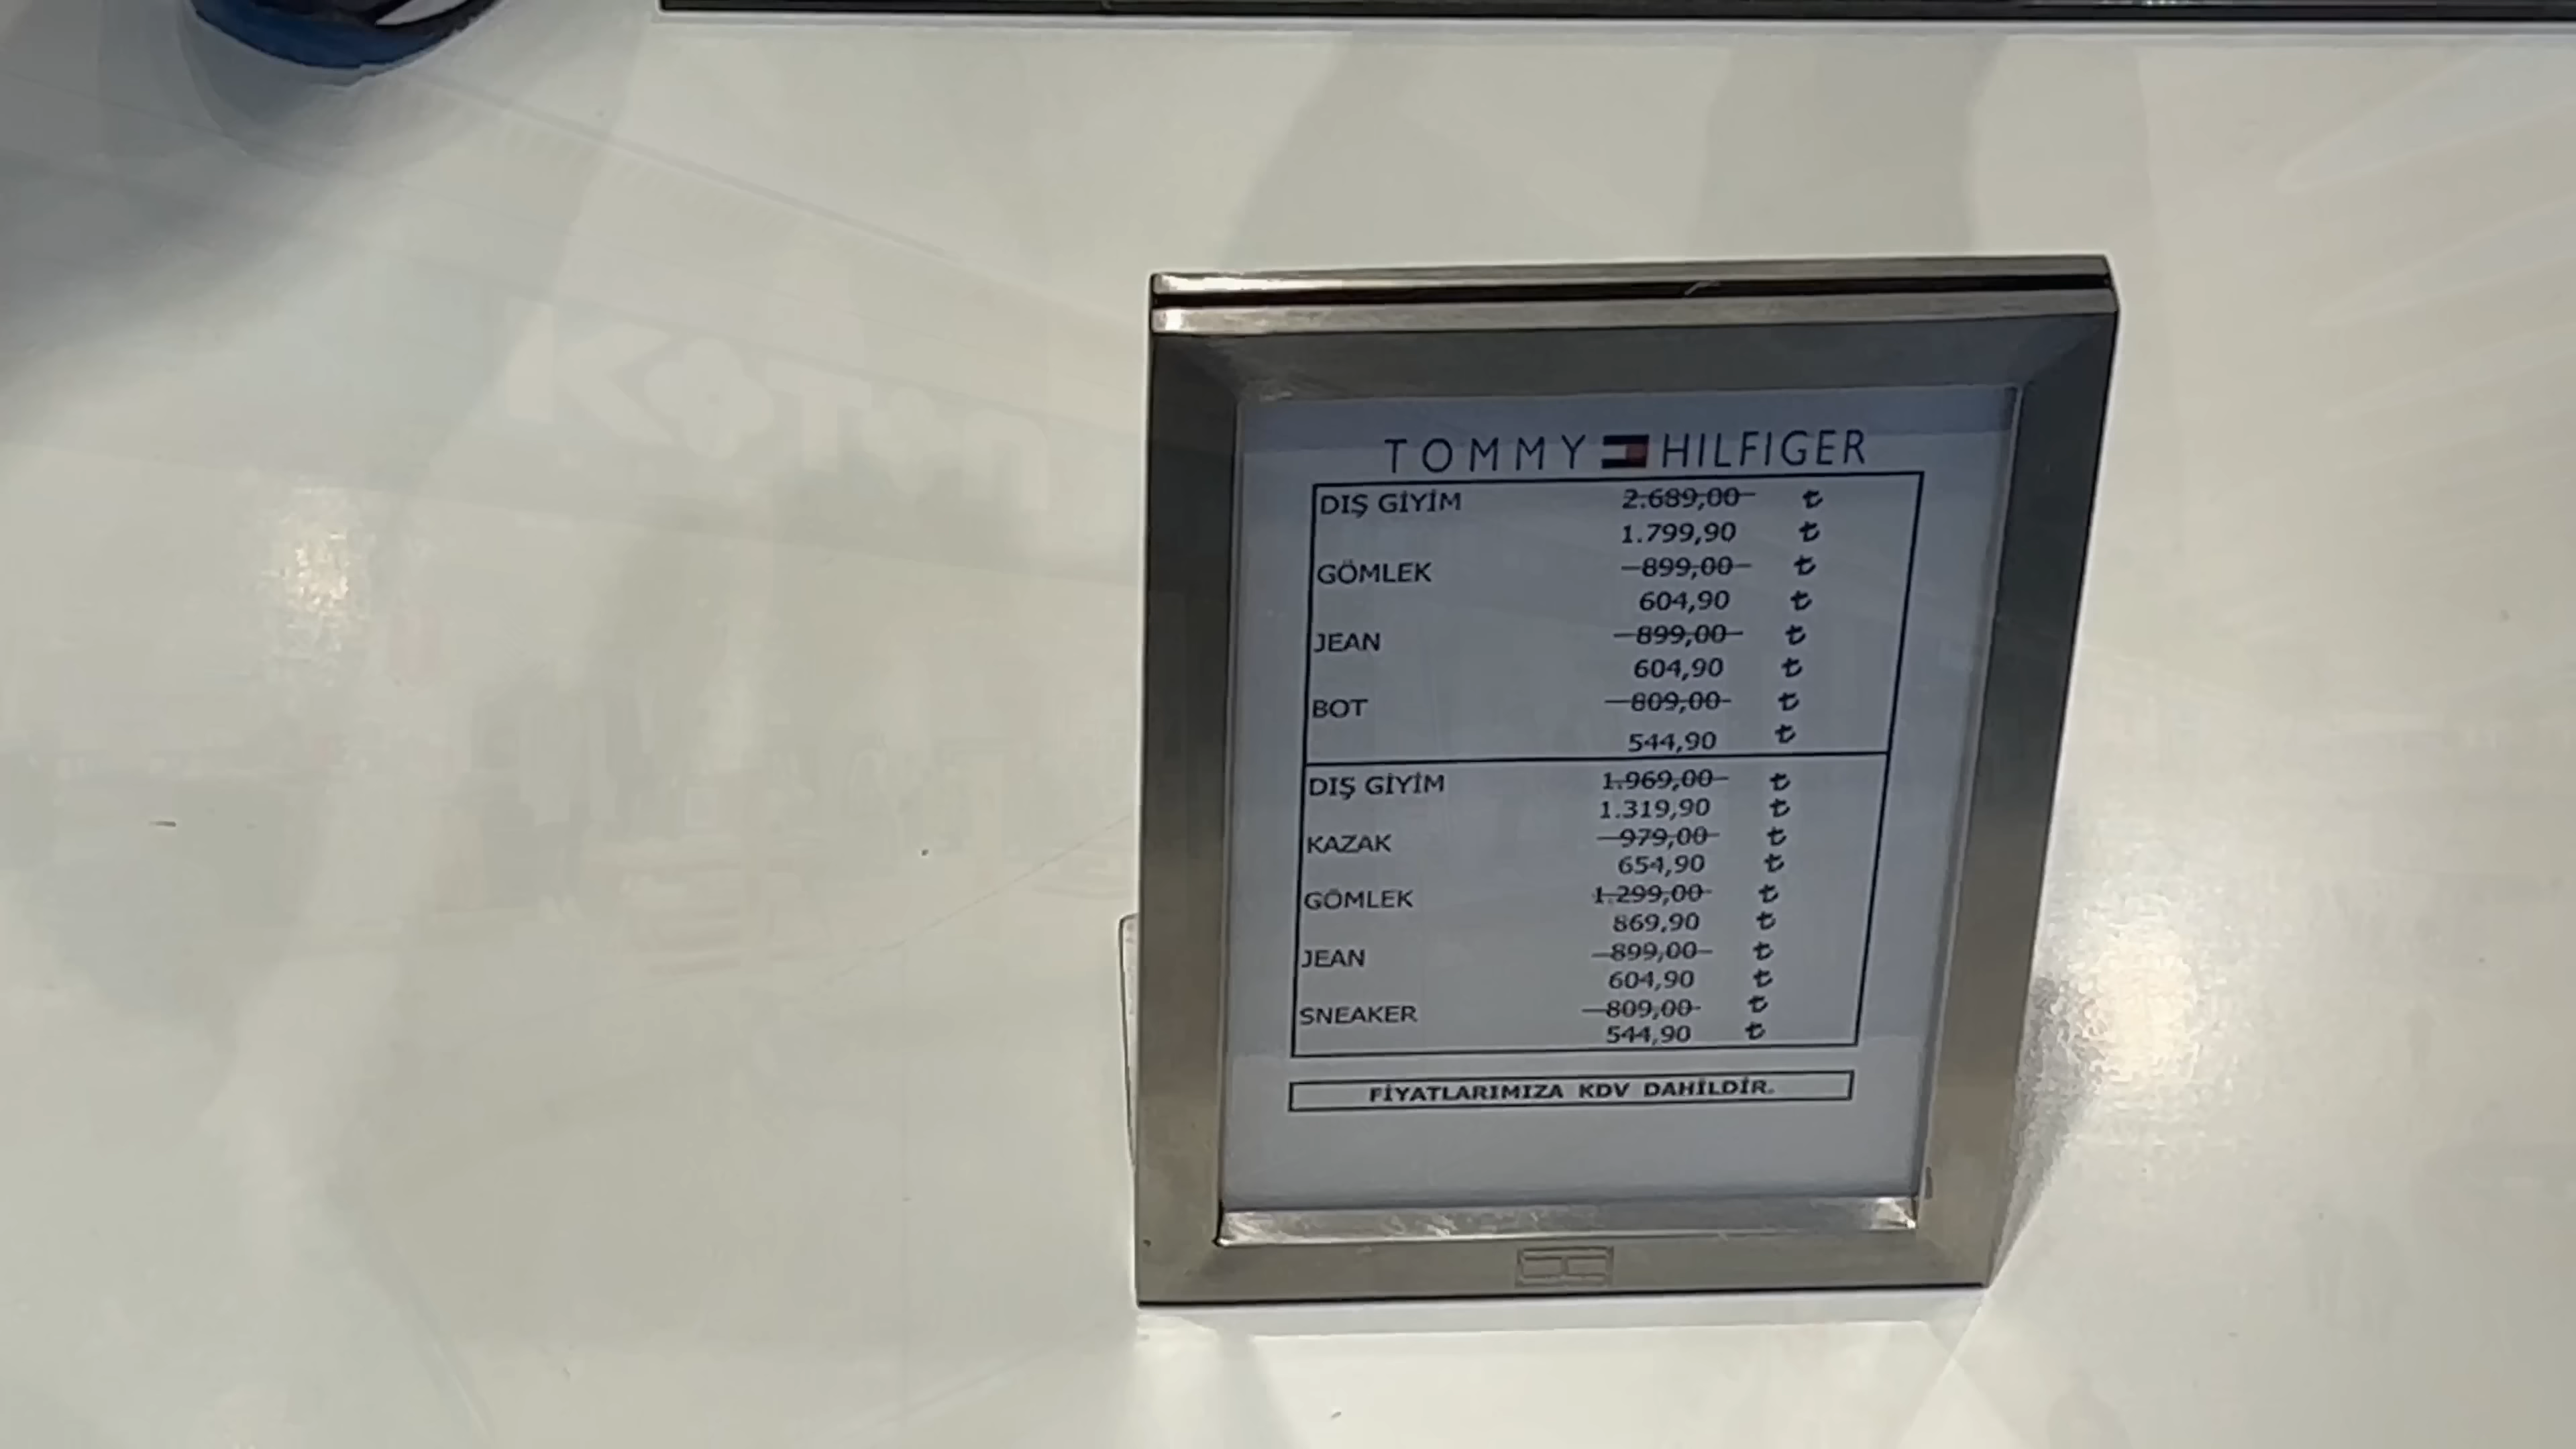 KOTON
TOMMY HILFIGER
DIŞ GİYİM 2.689,00 ₺
1.799,90 ₺
GÖMLEK 899,00 ₺
604,90 ₺
JEAN 899,00 ₺
604,90 ₺
BOT 809,00 ₺
544,90 ₺
DIŞ GİYİM 1.969,00 ₺
1.319,90 ₺
KAZAK 979,00 ₺
654,90 ₺
GÖMLEK 1.299,00 ₺
869,90 ₺
JEAN 899,00 ₺
604,90 ₺
SNEAKER 809,00 ₺
544,90 ₺
FİYATLARIMIZA KDV DAHİLDİR.